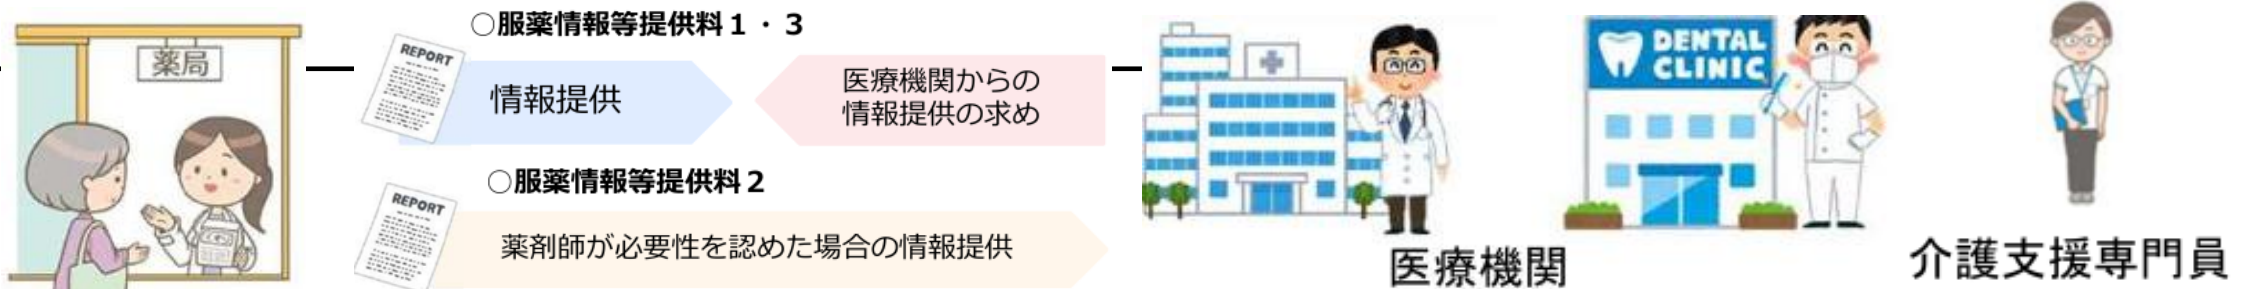 薬局
○服薬情報等提供料1・3
REPORT
情報提供
医療機関からの
情報提供の求め
○服薬情報等提供料2
REPORT
薬剤師が必要性を認めた場合の情報提供
DENTAL
CLINIC
医療機関
介護支援専門員